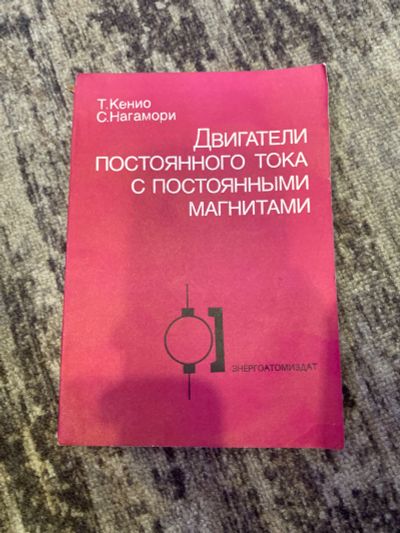 Т. Кенио
С. Нагамори
Двигатели
постоянного тока
с постоянными
магнитами
Энергоатомиздат